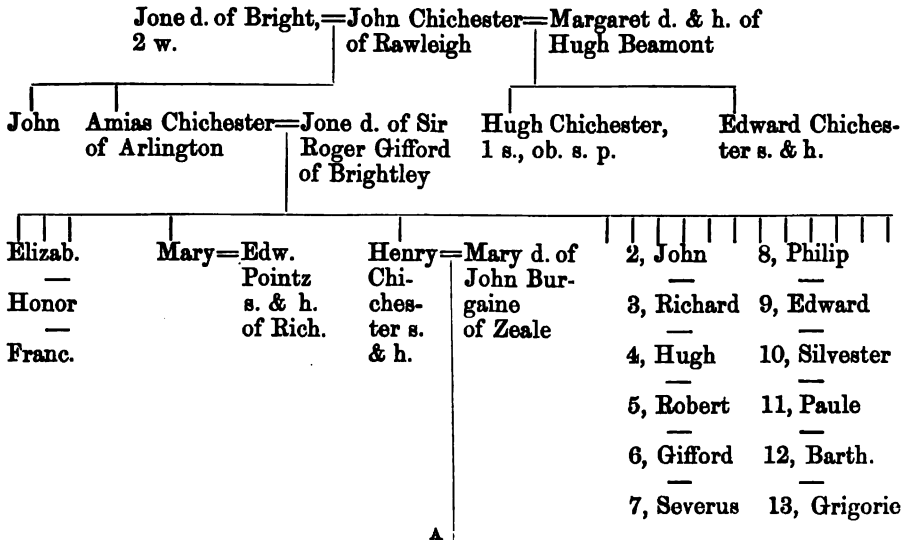 Jone d. of Bright,=John Chichester=Margaret d. & h. of
2 w. of Rawleigh Hugh Beamont
John Amias Chichester=Jone d. of Sir Hugh Chichester, Edward Chiches-
of Arlington Roger Gifford 1 s., ob. s. p. ter s. & h.
of Brightley
Elizab. Mary=Edw. Henry=Mary d. of 2, John 8, Philip
Pointz Chi- John Bur-
Honor s. & h. ches- gaine 3, Richard 9, Edward
of Rich. ter s. of Zeale
Franc. & h. 4, Hugh 10, Silvester
5, Robert 11, Paule
6, Gifford 12, Barth.
7, Severus 13, Grigorie
A